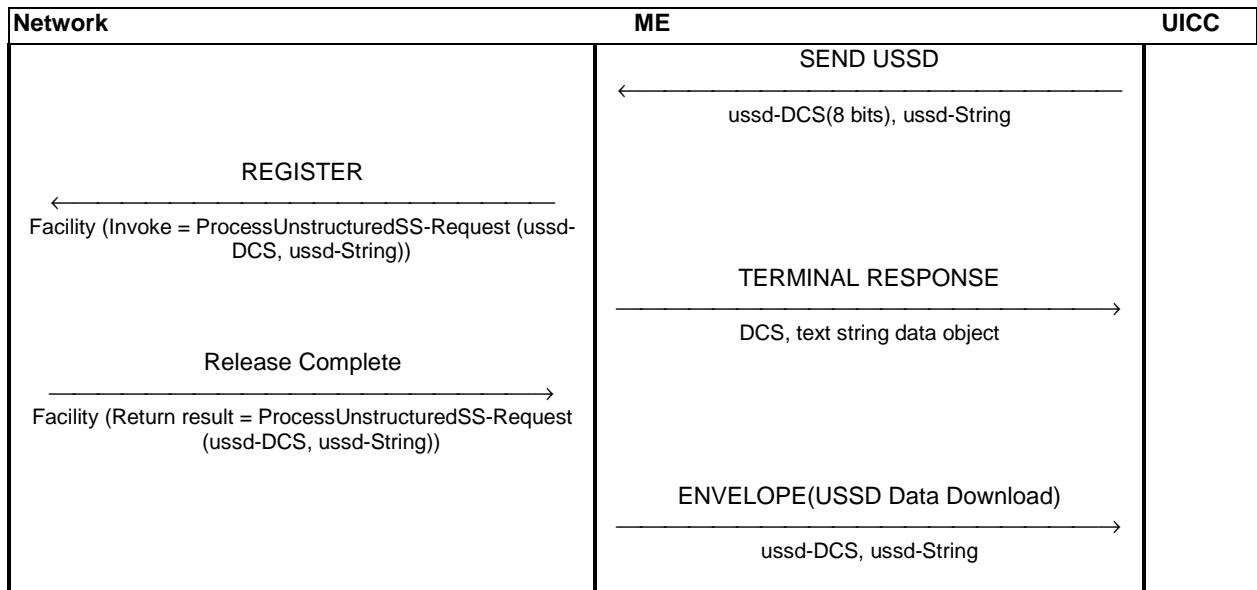 Network ME UICC
SEND USSD
ussd-DCS(8 bits), ussd-String
REGISTER
Facility (Invoke = ProcessUnstructuredSS-Request (ussd-
DCS, ussd-String))
TERMINAL RESPONSE
DCS, text string data object
Release Complete
Facility (Return result = ProcessUnstructuredSS-Request
(ussd-DCS, ussd-String))
ENVELOPE(USSD Data Download)
ussd-DCS, ussd-String